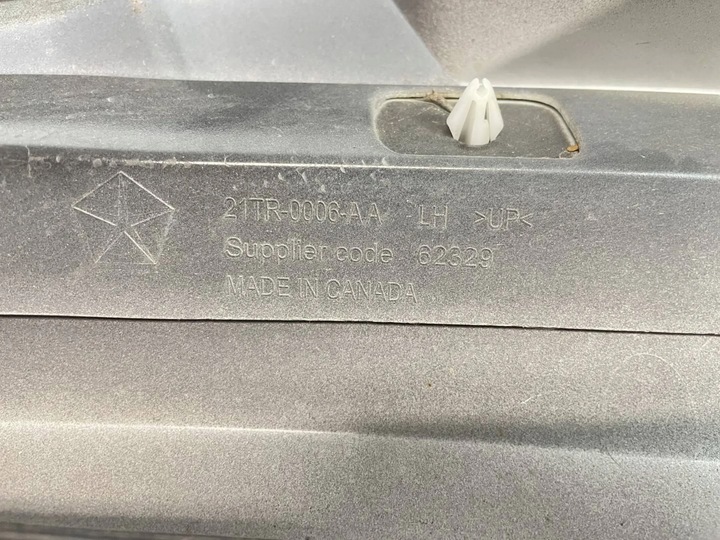 21TR-0006-AA LH >UP<
Supplier code 62329
MADE IN CANADA